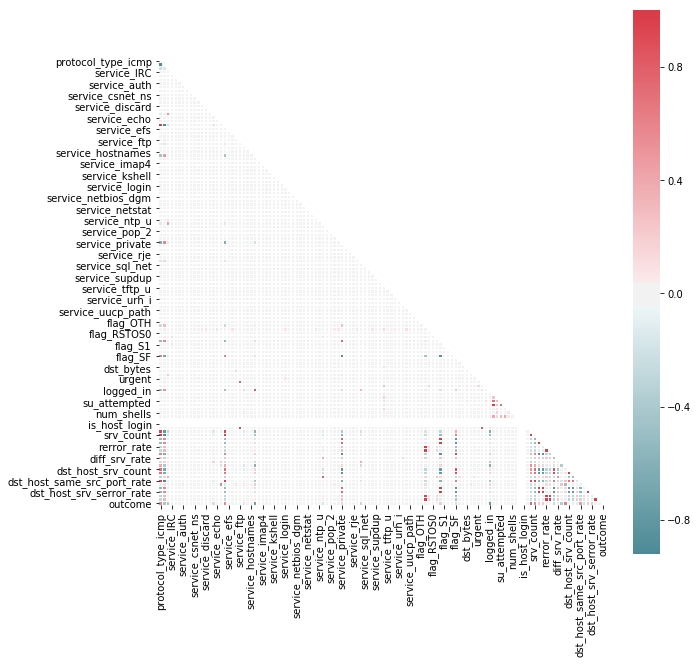 protocol_type_icmp
service_IRC
service_auth
service_csnet_ns
service_discard
service_echo
service_efs
service_ftp
service_hostnames
service_imap4
service_kshell
service_login
service_netbios_dgm
service_netstat
service_ntp_u
service_pop_2
service_private
service_rje
service_sql_net
service_supdup
service_tftp_u
service_urh_i
service_uucp_path
flag_OTH
flag_RSTOS0
flag_S1
flag_SF
dst_bytes
urgent
logged_in
su_attempted
num_shells
is_host_login
srv_count
rerror_rate
diff_srv_rate
dst_host_srv_count
dst_host_same_src_port_rate
dst_host_srv_serror_rate
outcome
protocol_type_icmp
service_IRC
service_auth
service_csnet_ns
service_discard
service_echo
service_efs
service_ftp
service_hostnames
service_imap4
service_kshell
service_login
service_netbios_dgm
service_netstat
service_ntp_u
service_pop_2
service_private
service_rje
service_sql_net
service_supdup
service_tftp_u
service_urh_i
service_uucp_path
flag_OTH
flag_RSTOS0
flag_S1
flag_SF
dst_bytes
urgent
logged_in
su_attempted
num_shells
is_host_login
srv_count
rerror_rate
diff_srv_rate
dst_host_srv_count
dst_host_same_src_port_rate
dst_host_srv_serror_rate
outcome
0.8
0.4
0.0
−0.4
−0.8